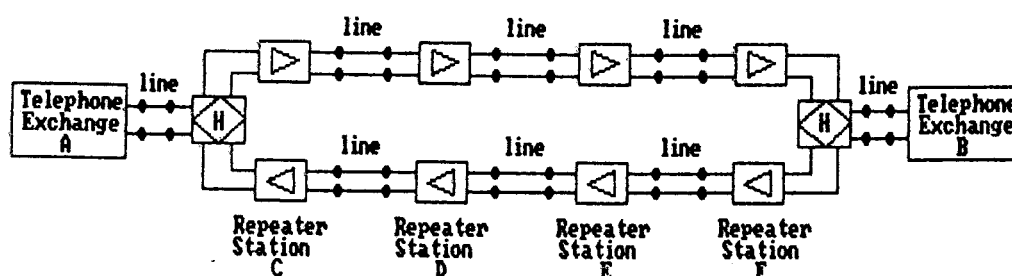 line
line
line
line
line
Telephone
Exchange
A
H
H
Telephone
Exchange
B
line
line
line
Repeater
Station
C
Repeater
Station
D
Repeater
Station
E
Repeater
Station
F